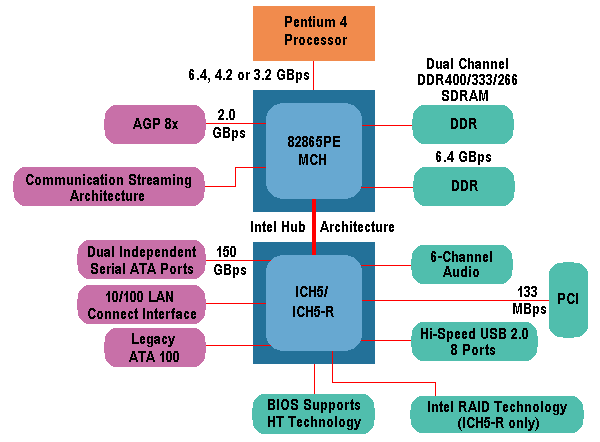 Pentium 4
Processor
6.4, 4.2 or 3.2 GBps
Dual Channel
DDR400/333/266
SDRAM
AGP 8x
2.0
GBps
82865PE
MCH
DDR
6.4 GBps
DDR
Communication Streaming
Architecture
Intel Hub Architecture
Dual Independent
Serial ATA Ports
150
GBps
6-Channel
Audio
ICH5/
ICH5-R
10/100 LAN
Connect Interface
133
MBps
PCI
Legacy
ATA 100
Hi-Speed USB 2.0
8 Ports
BIOS Supports
HT Technology
Intel RAID Technology
(ICH5-R only)